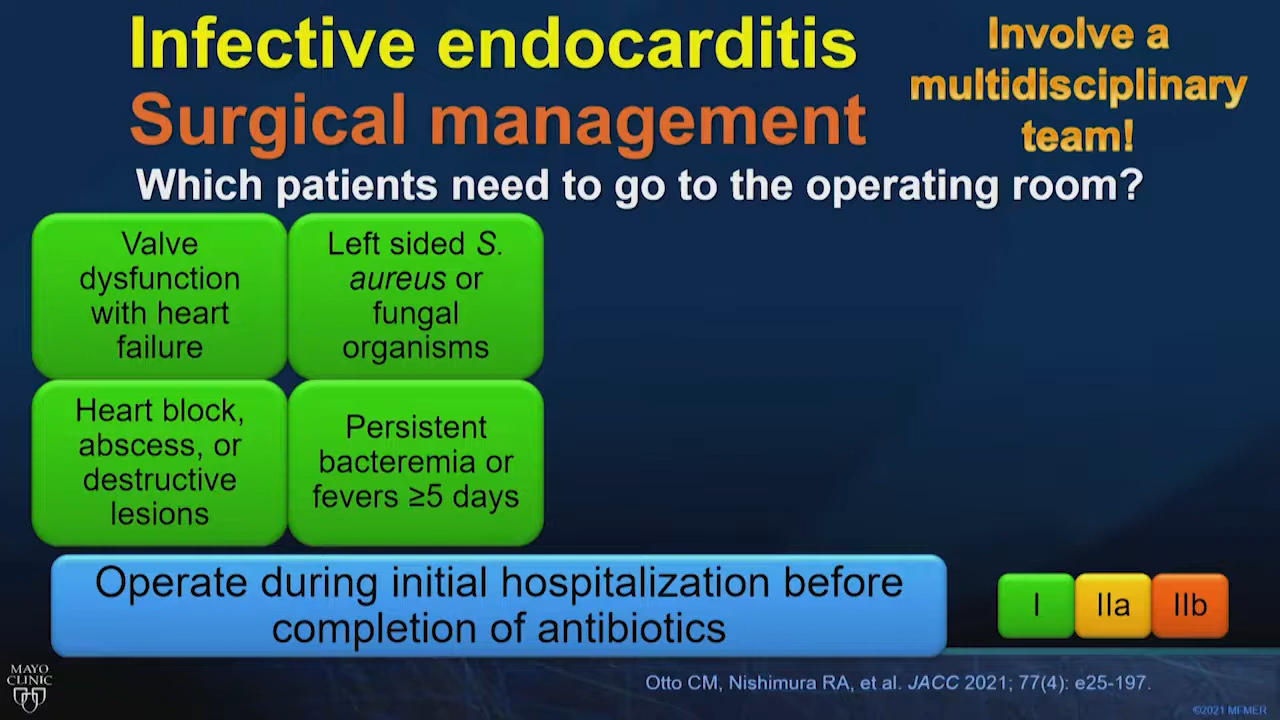 Infective endocarditis
Surgical management
Involve a
multidisciplinary
team!
Which patients need to go to the operating room?
Valve
dysfunction
with heart
failure
Left sided S.
aureus or
fungal
organisms
Heart block,
abscess, or
destructive
lesions
Persistent
bacteremia or
fevers ≥5 days
Operate during initial hospitalization before
completion of antibiotics
I
IIa
IIb
MAYO
CLINIC
Otto CM, Nishimura RA, et al. JACC 2021; 77(4): e25-197.
©2021 MFMER